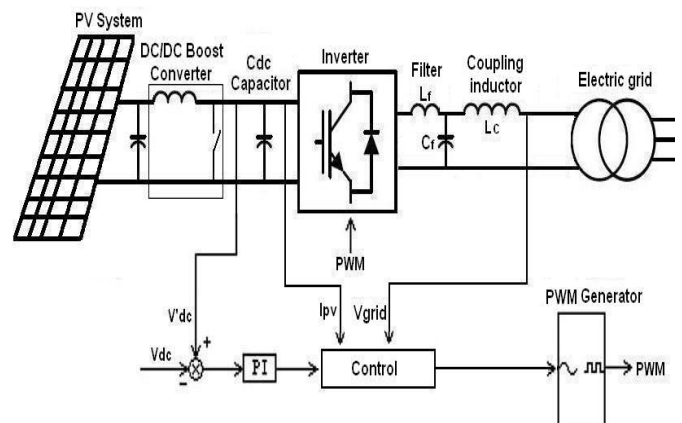 PV System
DC/DC Boost
Converter
Cdc
Capacitor
Inverter
Filter
Lf
Cf
Coupling
inductor
Lc
Electric grid
PWM
V'dc
Ipv
Vgrid
PWM Generator
Vdc
+
−
PI
Control
PWM